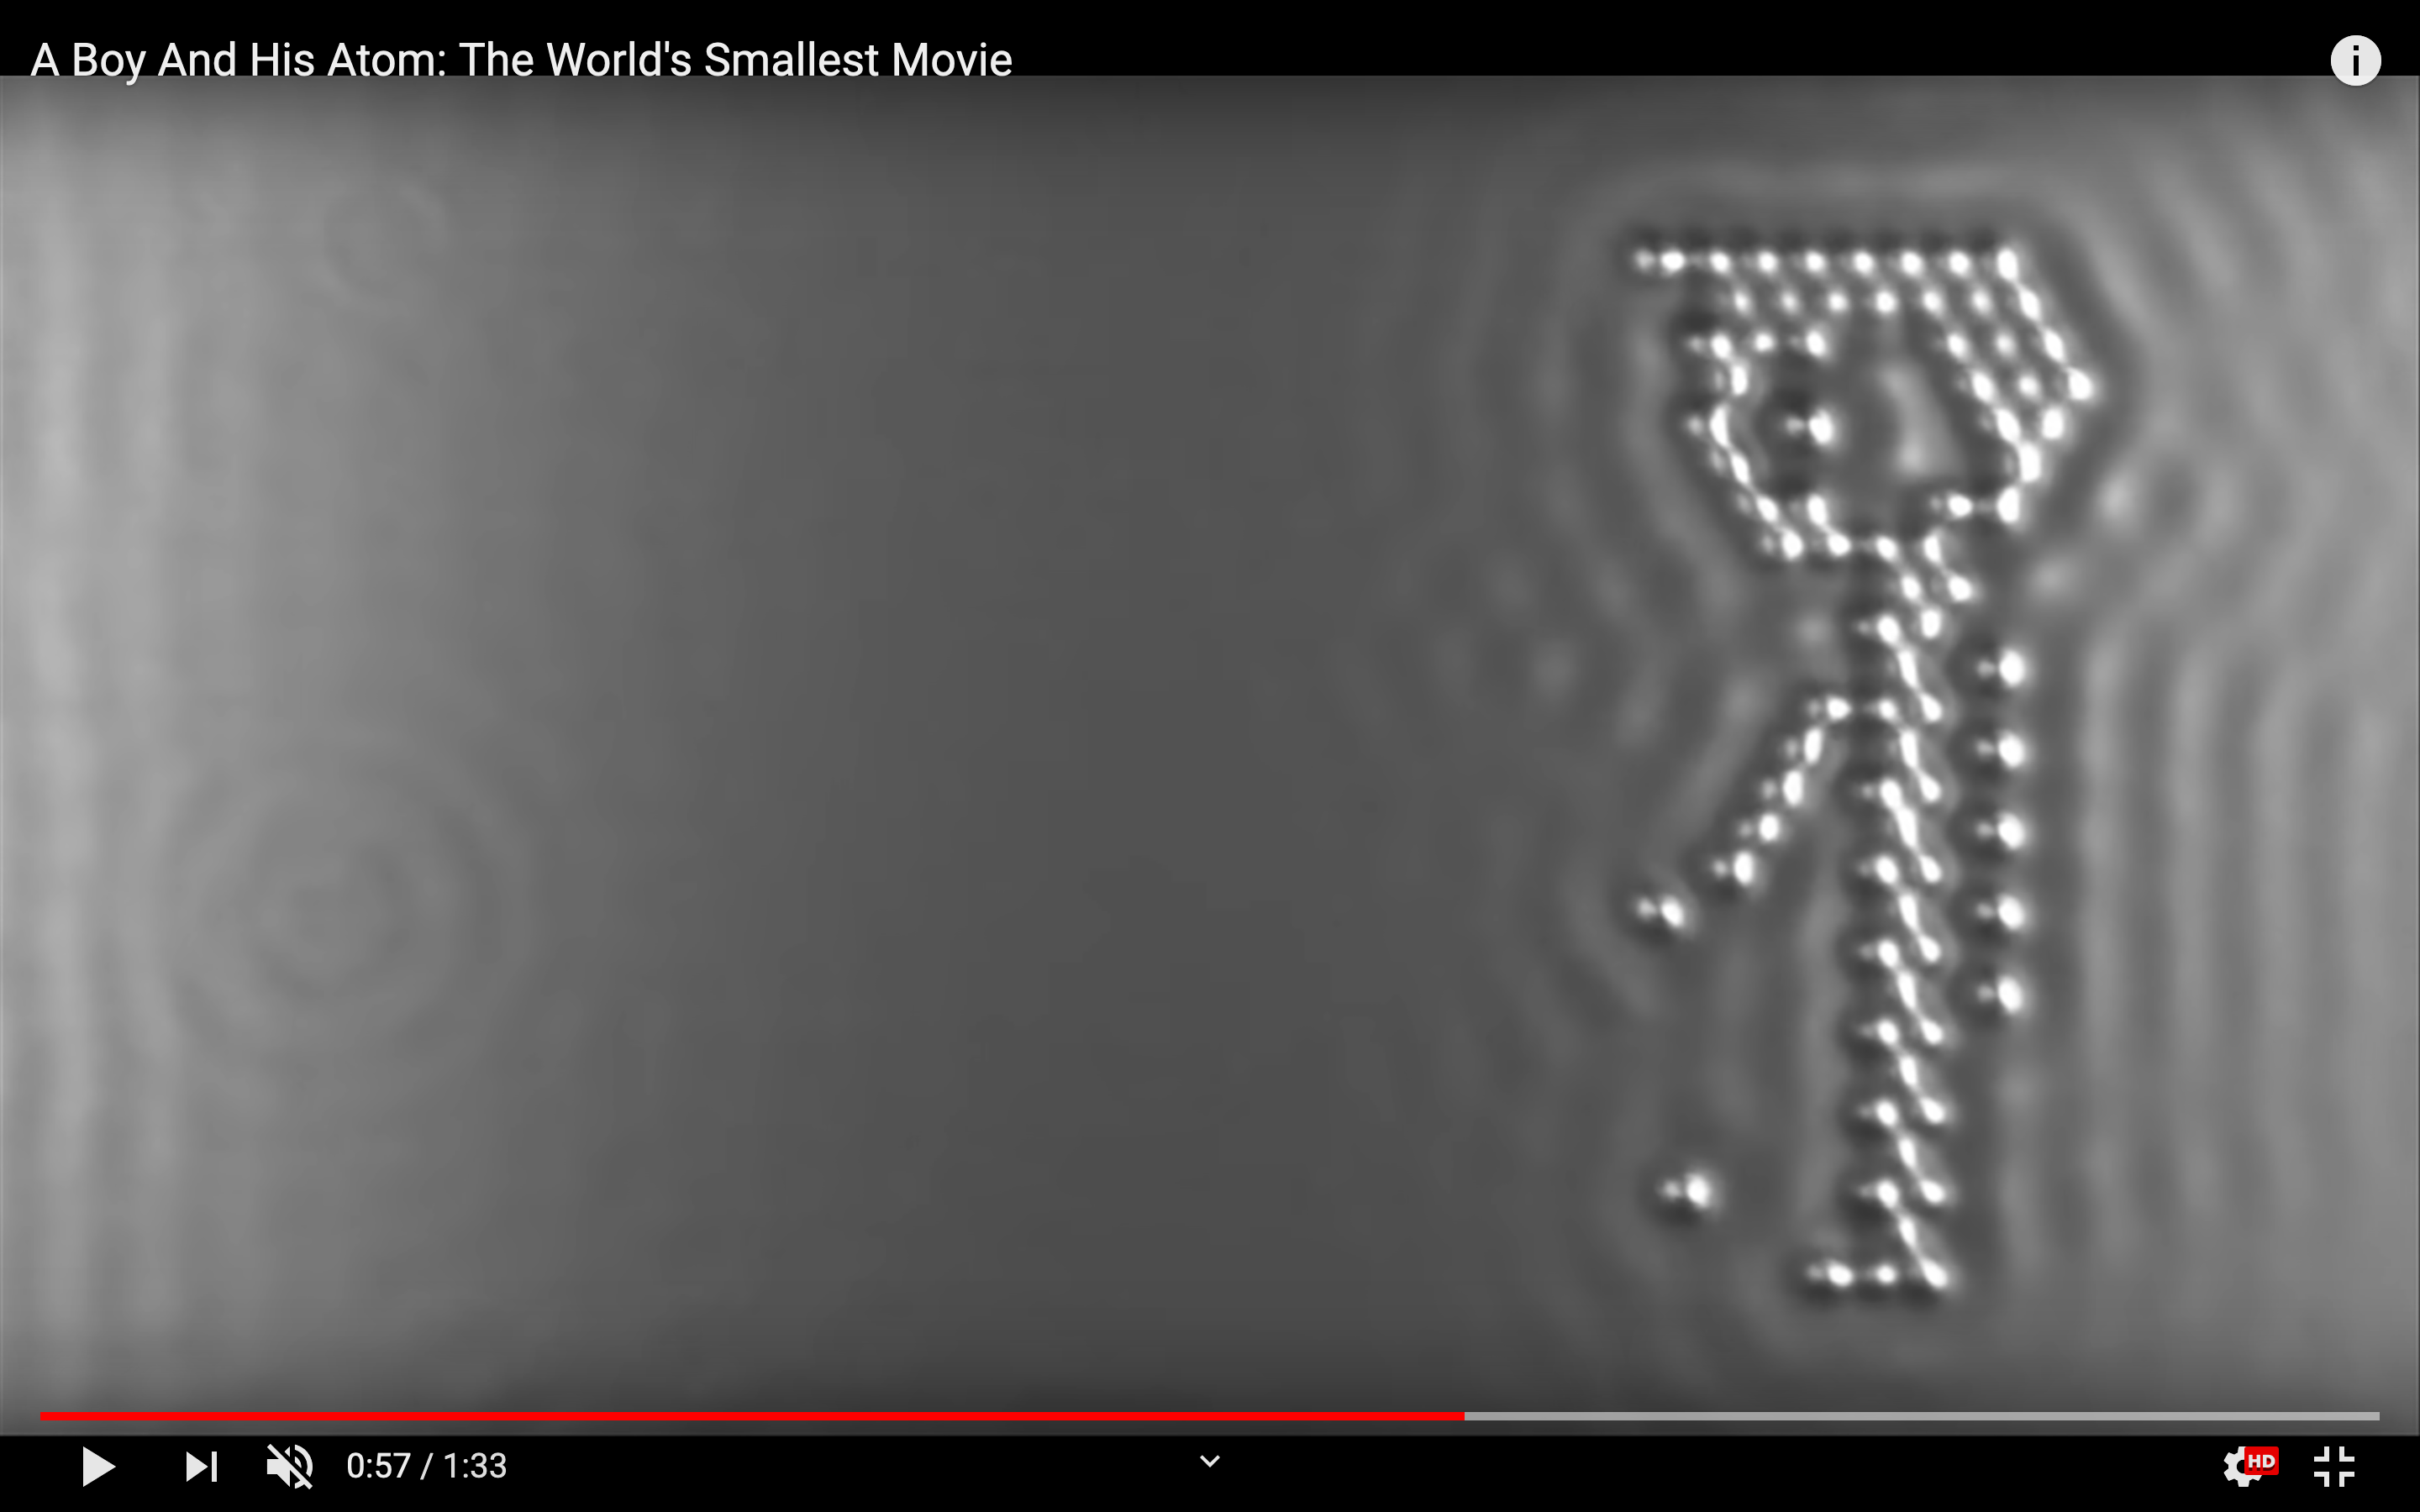 A Boy And His Atom: The World's Smallest Movie
i
0:57 / 1:33
HD